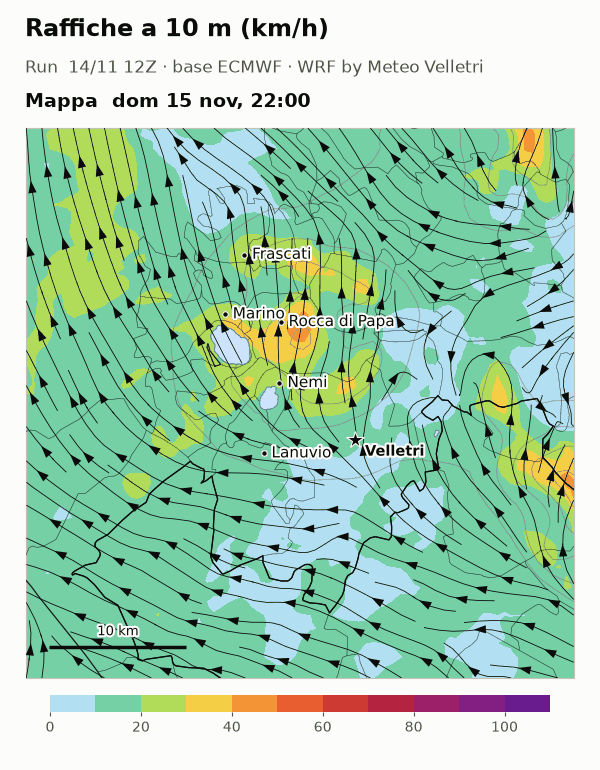 Raffiche a 10 m (km/h)
Run  14/11 12Z · base ECMWF · WRF by Meteo Velletri
Mappa  dom 15 nov, 22:00
Frascati
Marino
Rocca di Papa
Nemi
Velletri
Lanuvio
10 km
0 20 40 60 80 100